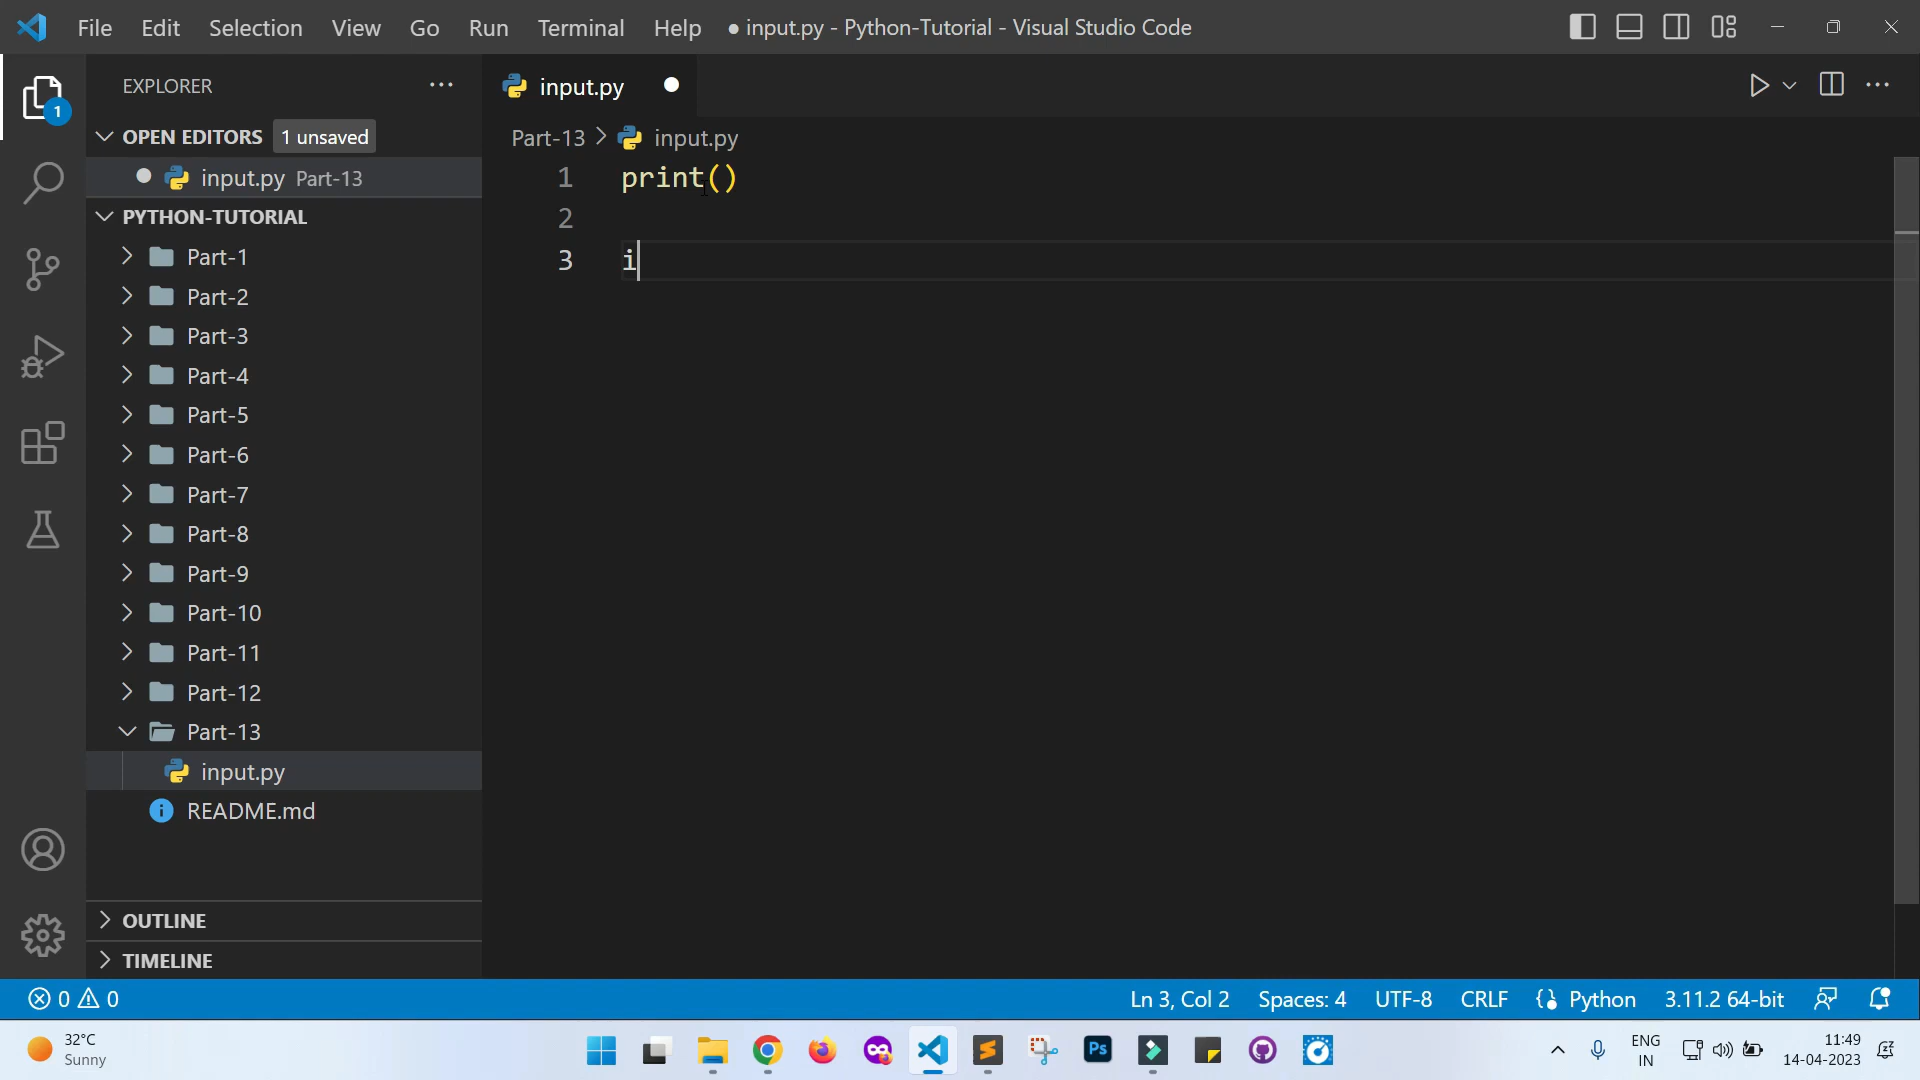 File Edit Selection View Go Run Terminal Help ● input.py - Python-Tutorial - Visual Studio Code
EXPLORER
1
OPEN EDITORS 1 unsaved
input.py Part-13
PYTHON-TUTORIAL
Part-1
Part-2
Part-3
Part-4
Part-5
Part-6
Part-7
Part-8
Part-9
Part-10
Part-11
Part-12
Part-13
input.py
README.md
OUTLINE
TIMELINE
input.py
Part-13 > input.py
1 print()
2
3 i
0 0 Ln 3, Col 2 Spaces: 4 UTF-8 CRLF Python 3.11.2 64-bit
32°C
Sunny
Ps
ENG
IN
11:49
14-04-2023